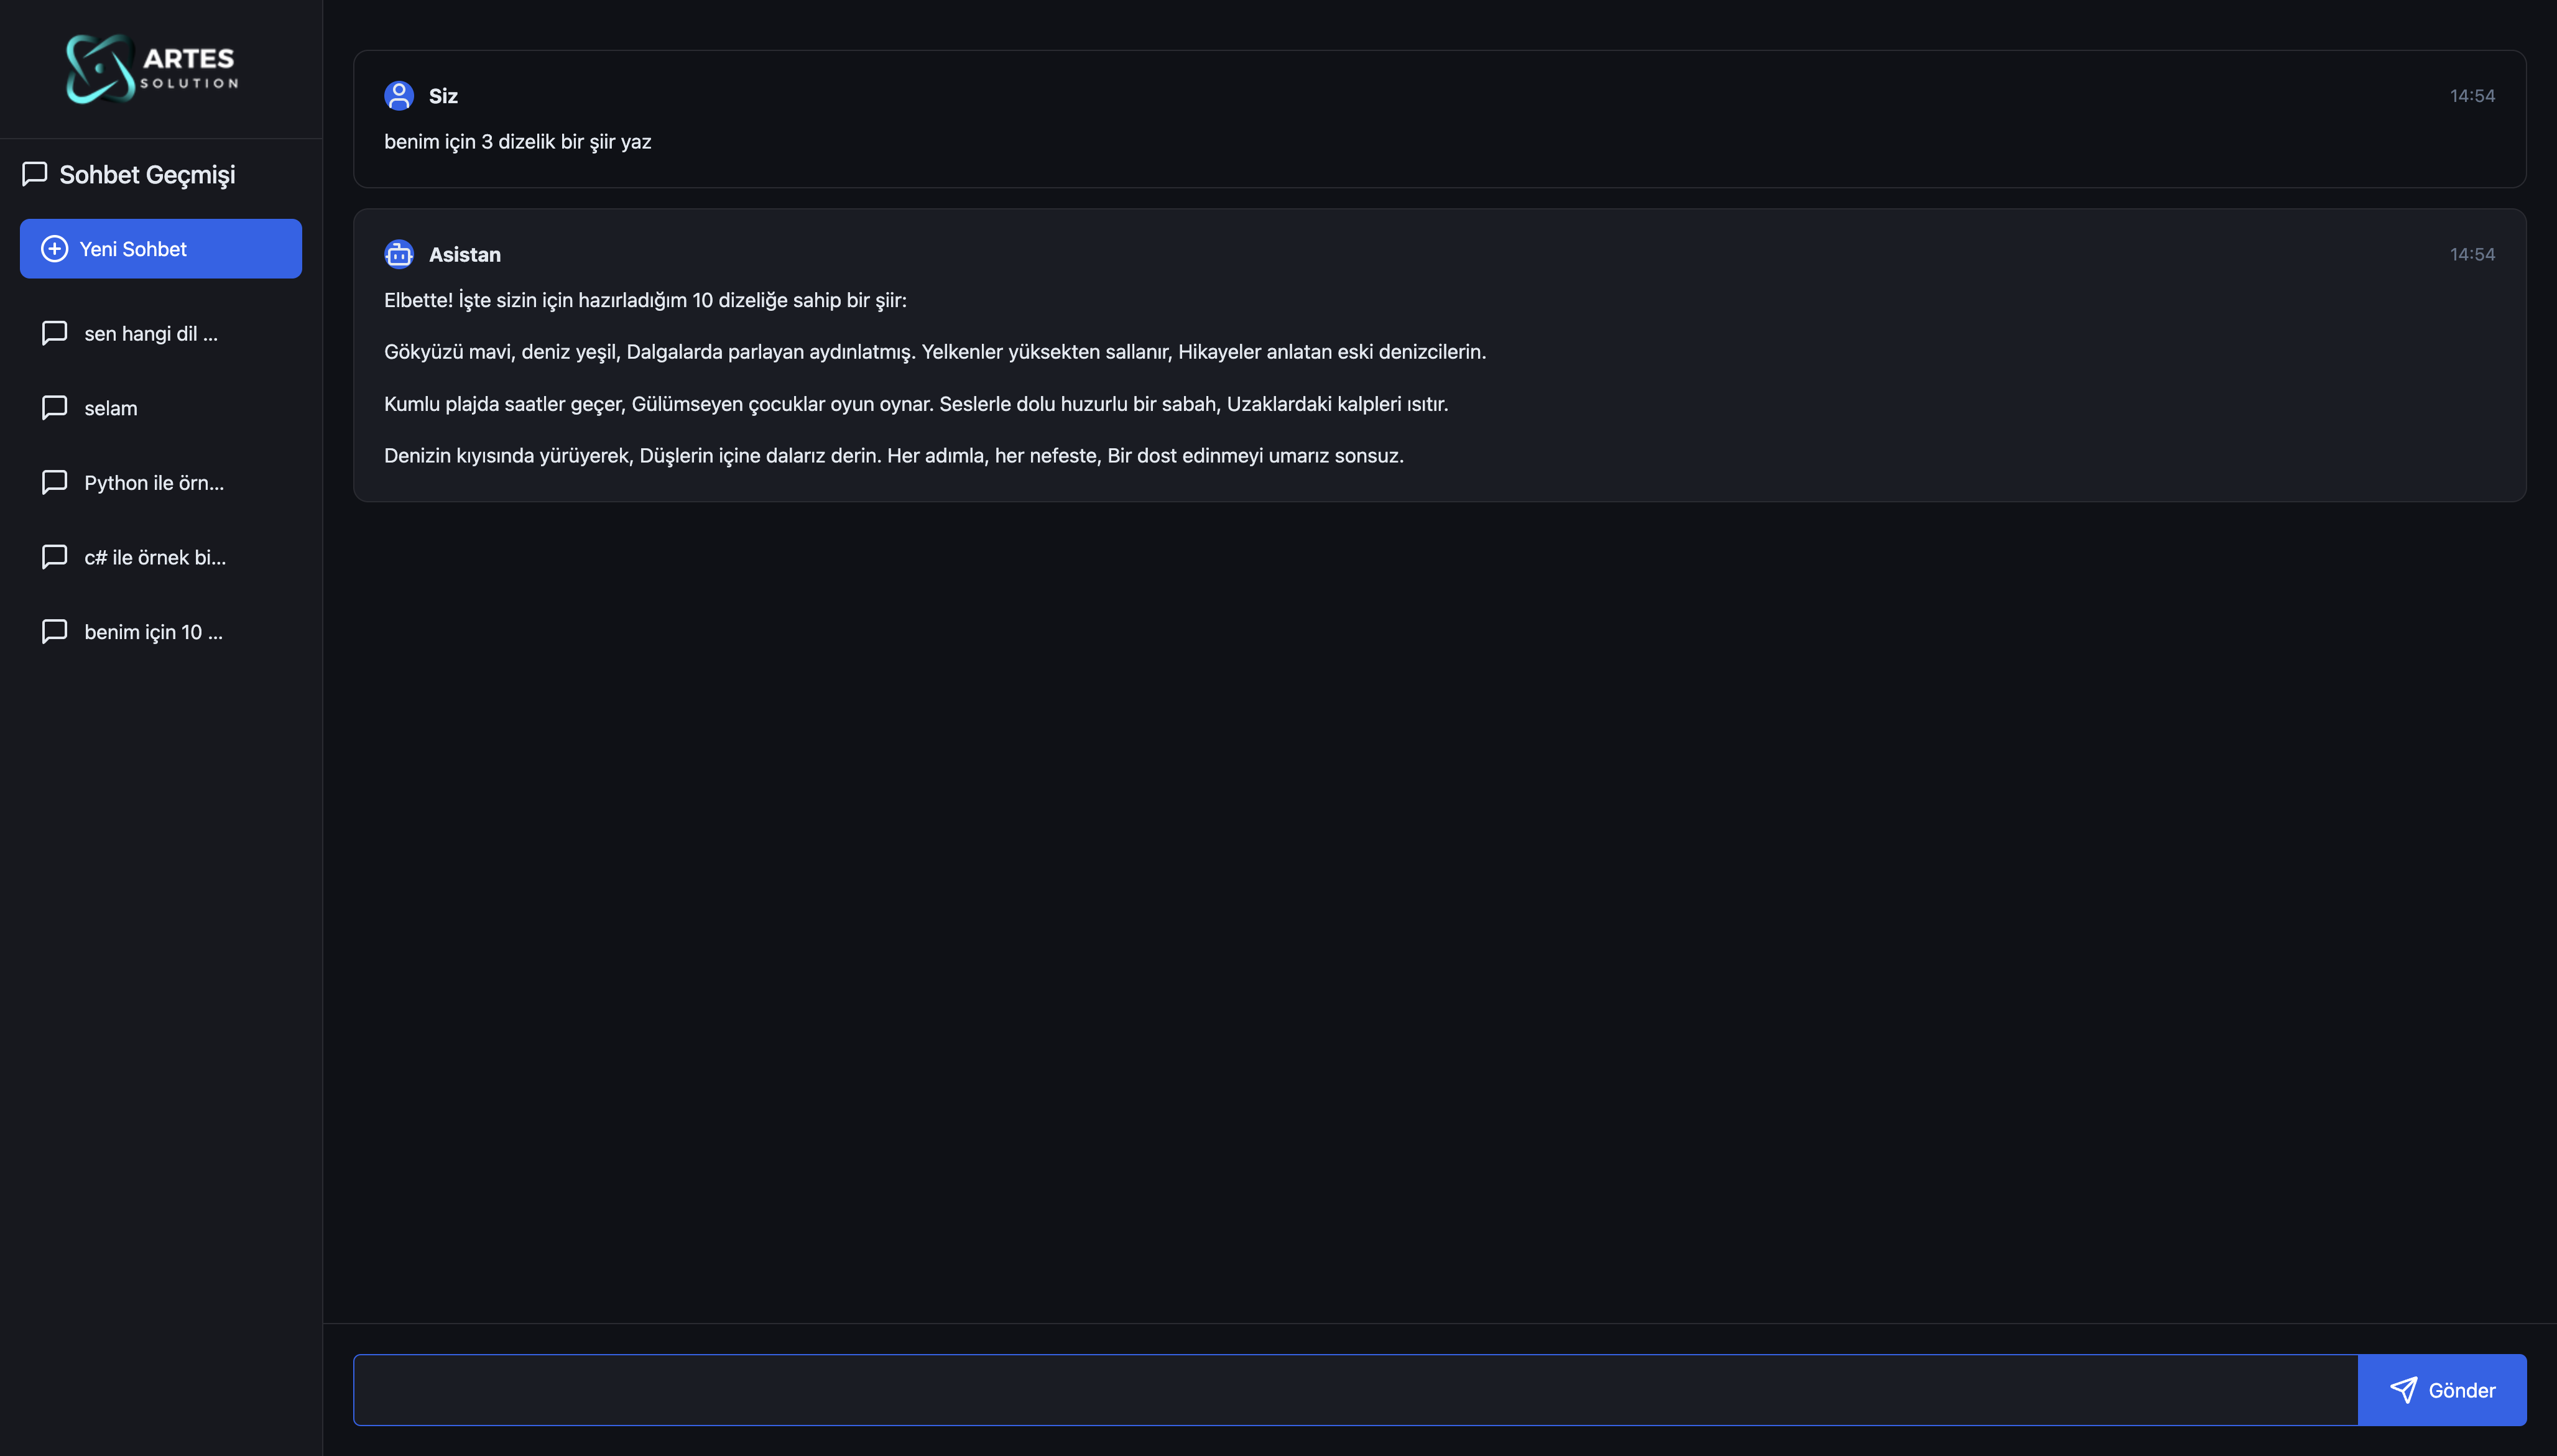 ARTES
SOLUTION
Sohbet Geçmişi
Yeni Sohbet
sen hangi dil ...
selam
Python ile örn...
c# ile örnek bi...
benim için 10 ...
Siz
14:54
benim için 3 dizelik bir şiir yaz
Asistan
14:54
Elbette! İşte sizin için hazırladığım 10 dizeliğe sahip bir şiir:
Gökyüzü mavi, deniz yeşil, Dalgalarda parlayan aydınlatmış. Yelkenler yüksekten sallanır, Hikayeler anlatan eski denizcilerin.
Kumlu plajda saatler geçer, Gülümseyen çocuklar oyun oynar. Seslerle dolu huzurlu bir sabah, Uzaklardaki kalpleri ısıtır.
Denizin kıyısında yürüyerek, Düşlerin içine dalarız derin. Her adımla, her nefeste, Bir dost edinmeyi umarız sonsuz.
Gönder